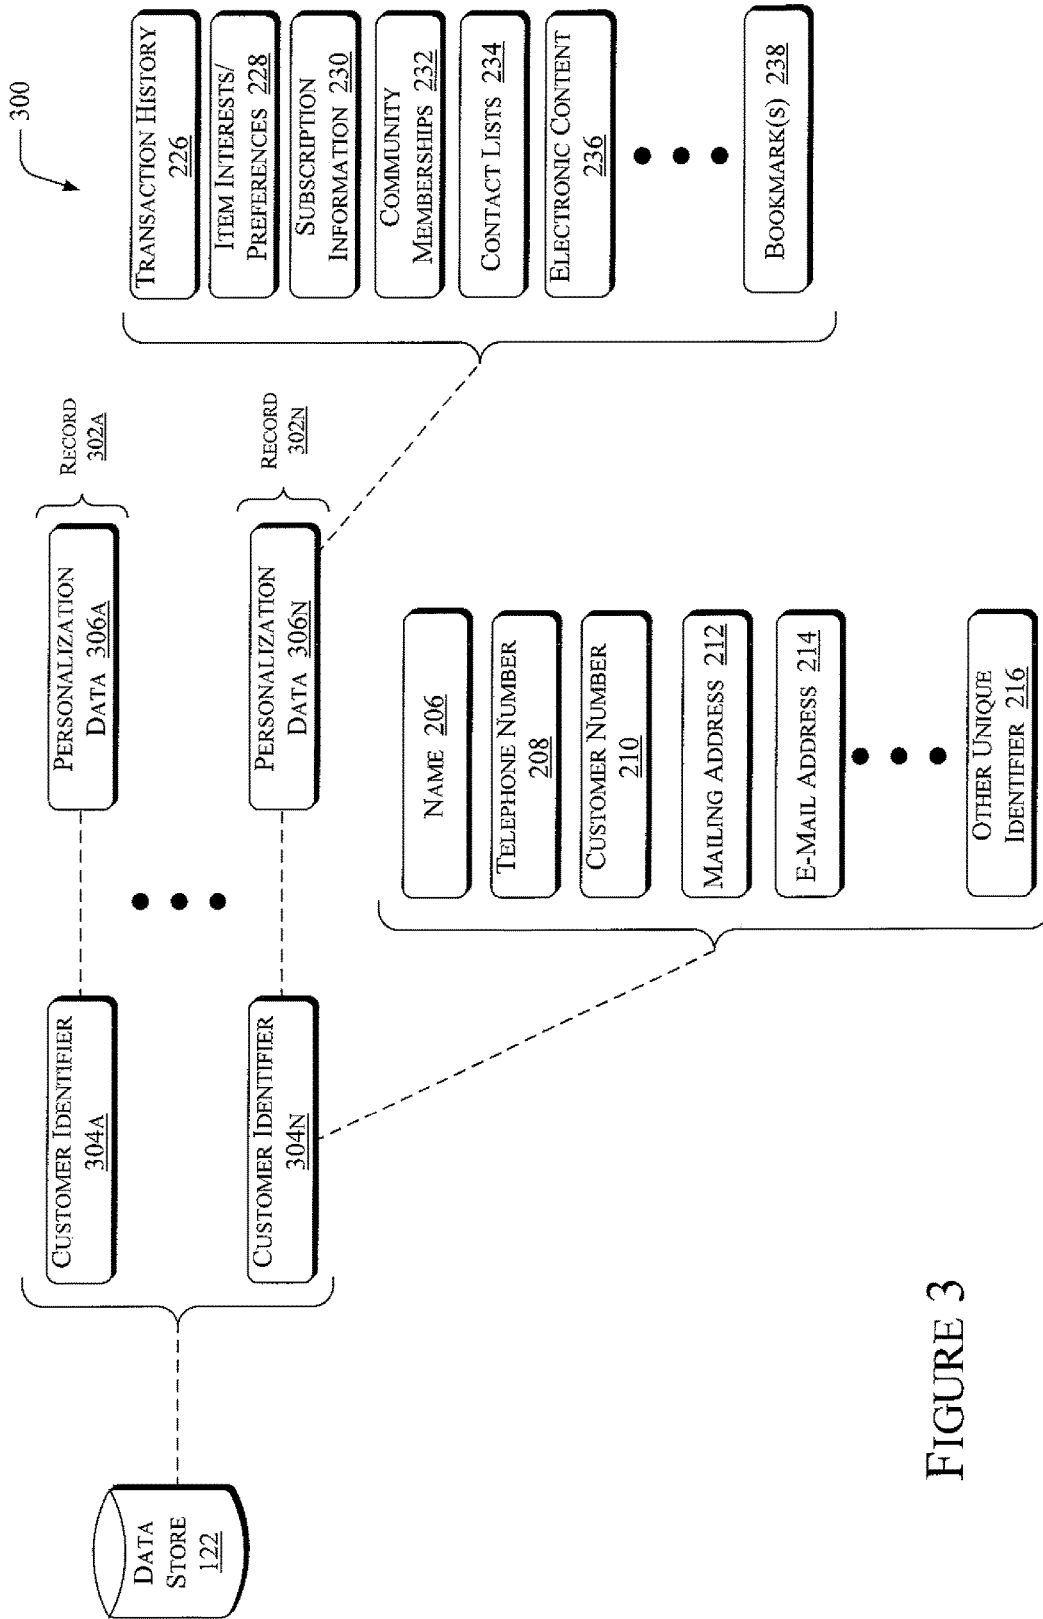 300
DATA
STORE
122
CUSTOMER IDENTIFIER
304A
PERSONALIZATION
DATA 306A
RECORD
302A
CUSTOMER IDENTIFIER
304N
PERSONALIZATION
DATA 306N
RECORD
302N
TRANSACTION HISTORY
226
ITEM INTERESTS/
PREFERENCES 228
SUBSCRIPTION
INFORMATION 230
COMMUNITY
MEMBERSHIPS 232
CONTACT LISTS 234
ELECTRONIC CONTENT
236
BOOKMARK(S) 238
NAME 206
TELEPHONE NUMBER
208
CUSTOMER NUMBER
210
MAILING ADDRESS 212
E-MAIL ADDRESS 214
OTHER UNIQUE
IDENTIFIER 216
FIGURE 3